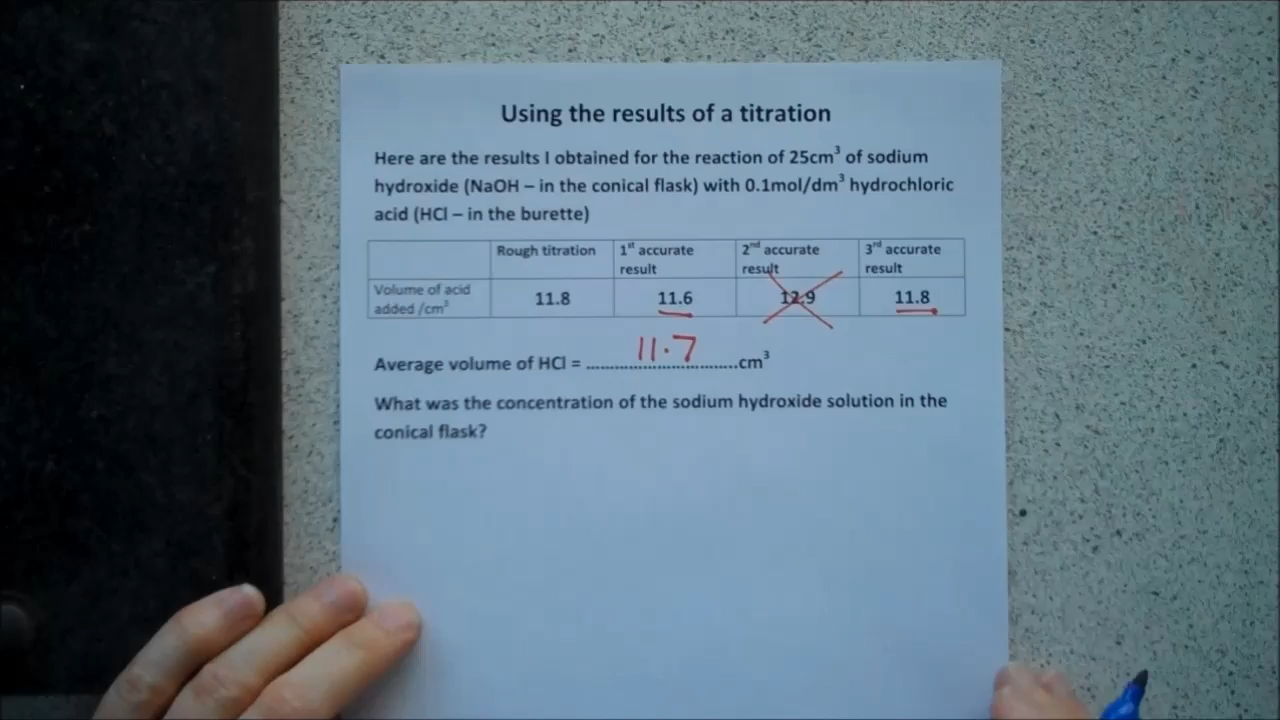 Using the results of a titration
Here are the results I obtained for the reaction of 25cm³ of sodium
hydroxide (NaOH – in the conical flask) with 0.1mol/dm³ hydrochloric
acid (HCl – in the burette)
Rough titration 1st accurate result 2nd accurate result 3rd accurate result
Volume of acid added /cm³ 11.8 11.6 12.9 11.8
Average volume of HCl = 11.7 cm³
What was the concentration of the sodium hydroxide solution in the
conical flask?